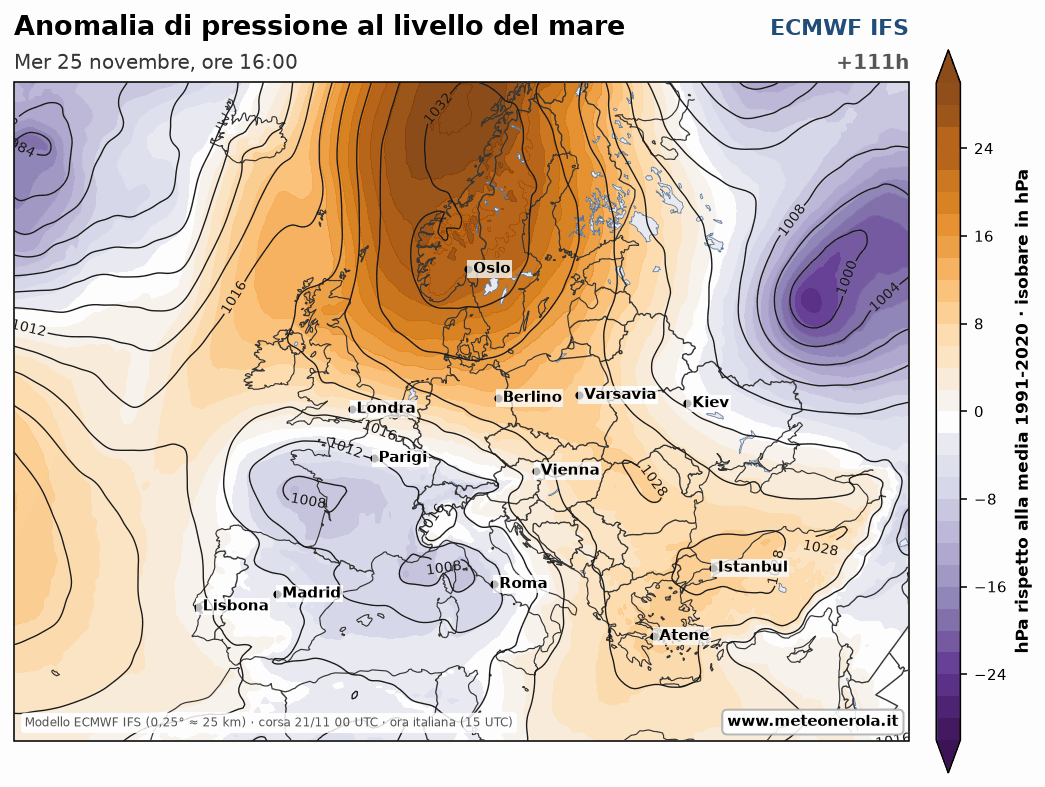 Anomalia di pressione al livello del mare
ECMWF IFS
Mer 25 novembre, ore 16:00
+111h
1032
984
1008
1000
1004
1016
1012
Oslo
Berlino
Varsavia
Kiev
Londra
1016
1012
Parigi
Vienna
1028
1008
1016
1028
Istanbul
1008
Roma
Madrid
Lisbona
Atene
24
16
8
0
−8
−16
−24
hPa rispetto alla media 1991-2020 · isobare in hPa
Modello ECMWF IFS (0,25° ≈ 25 km) · corsa 21/11 00 UTC · ora italiana (15 UTC)
www.meteonerola.it
1016